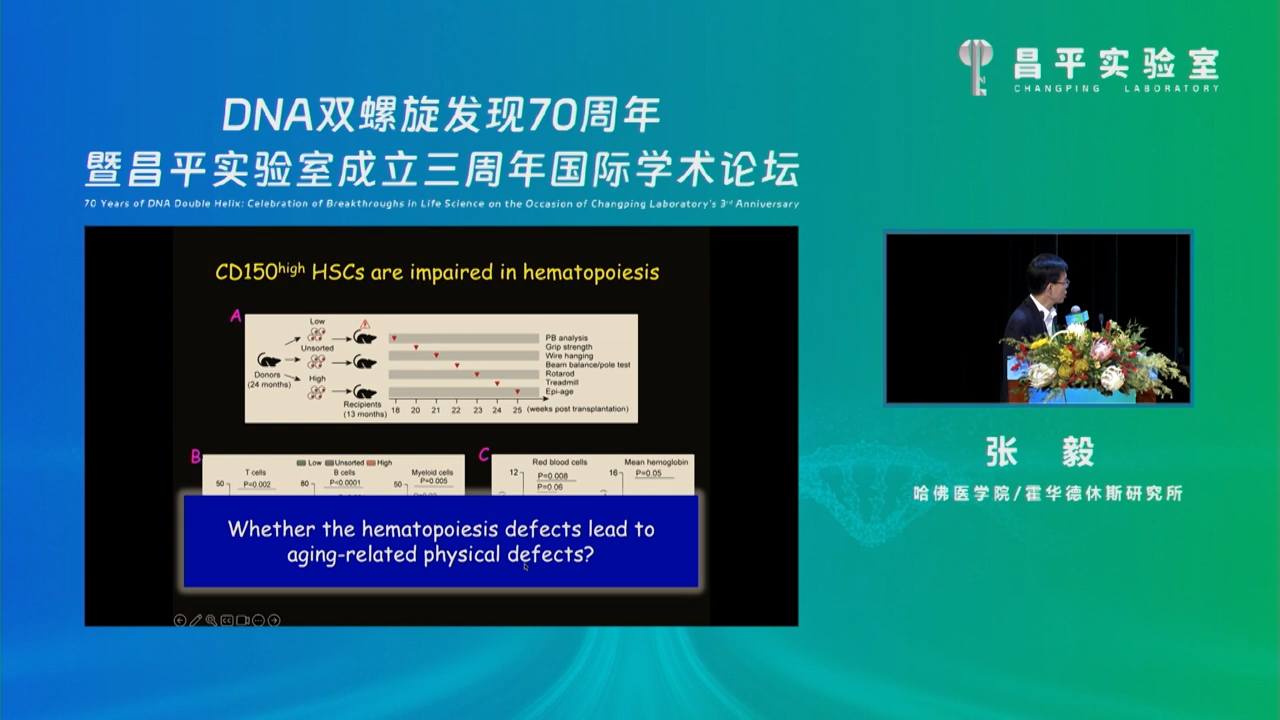 昌平实验室
CHANGPING LABORATORY
DNA双螺旋发现70周年
暨昌平实验室成立三周年国际学术论坛
70 Years of DNA Double Helix: Celebration of Breakthroughs in Life Science on the Occasion of Changping Laboratory's 3rd Anniversary
CD150high HSCs are impaired in hematopoiesis
A
Low
Unsorted
High
Donors
(24 months)
Recipients
(13 months)
PB analysis
Grip strength
Wire hanging
Beam balance/pole test
Rotarod
Treadmill
Epi-age
18 20 21 22 23 24 25 (weeks post transplantation)
B
Low Unsorted High
T cells B cells Myeloid cells
50 P=0.002 80 P<0.0001 50 P=0.005
C
Red blood cells Mean hemoglobin
12 P=0.008 16 P=0.05
P=0.06
Whether the hematopoiesis defects lead to
aging-related physical defects?
张 毅
哈佛医学院/霍华德休斯研究所